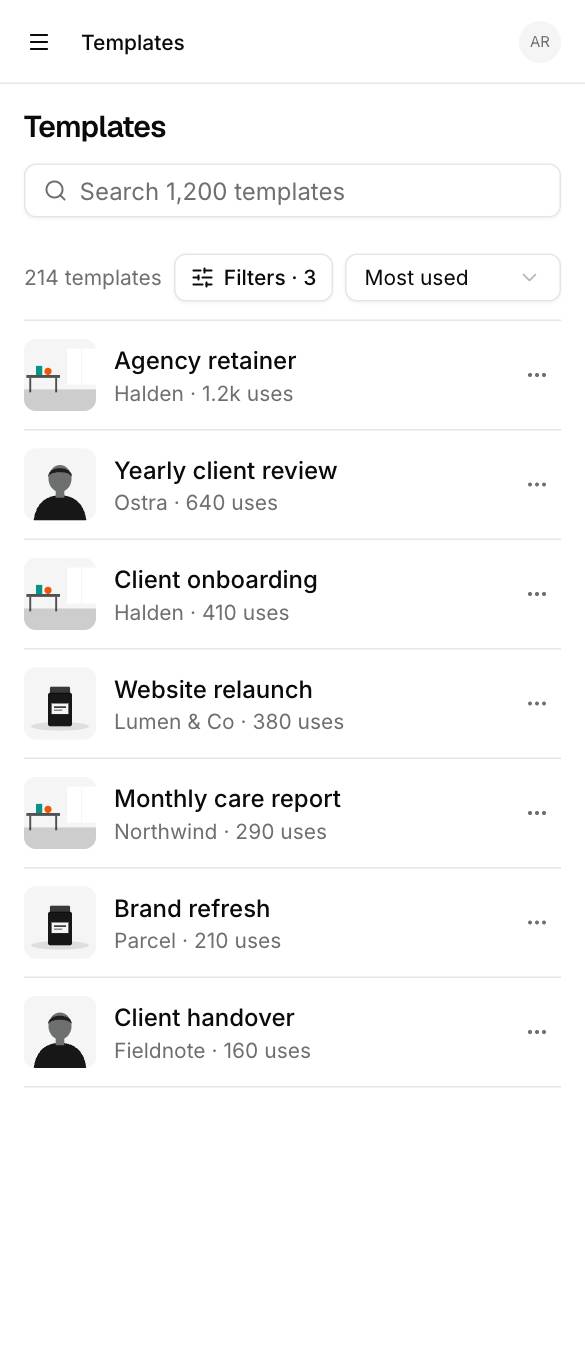 Templates
AR
Templates
Search 1,200 templates
214 templates
Filters · 3
Most used
Agency retainer
Halden · 1.2k uses
Yearly client review
Ostra · 640 uses
Client onboarding
Halden · 410 uses
Website relaunch
Lumen & Co · 380 uses
Monthly care report
Northwind · 290 uses
Brand refresh
Parcel · 210 uses
Client handover
Fieldnote · 160 uses